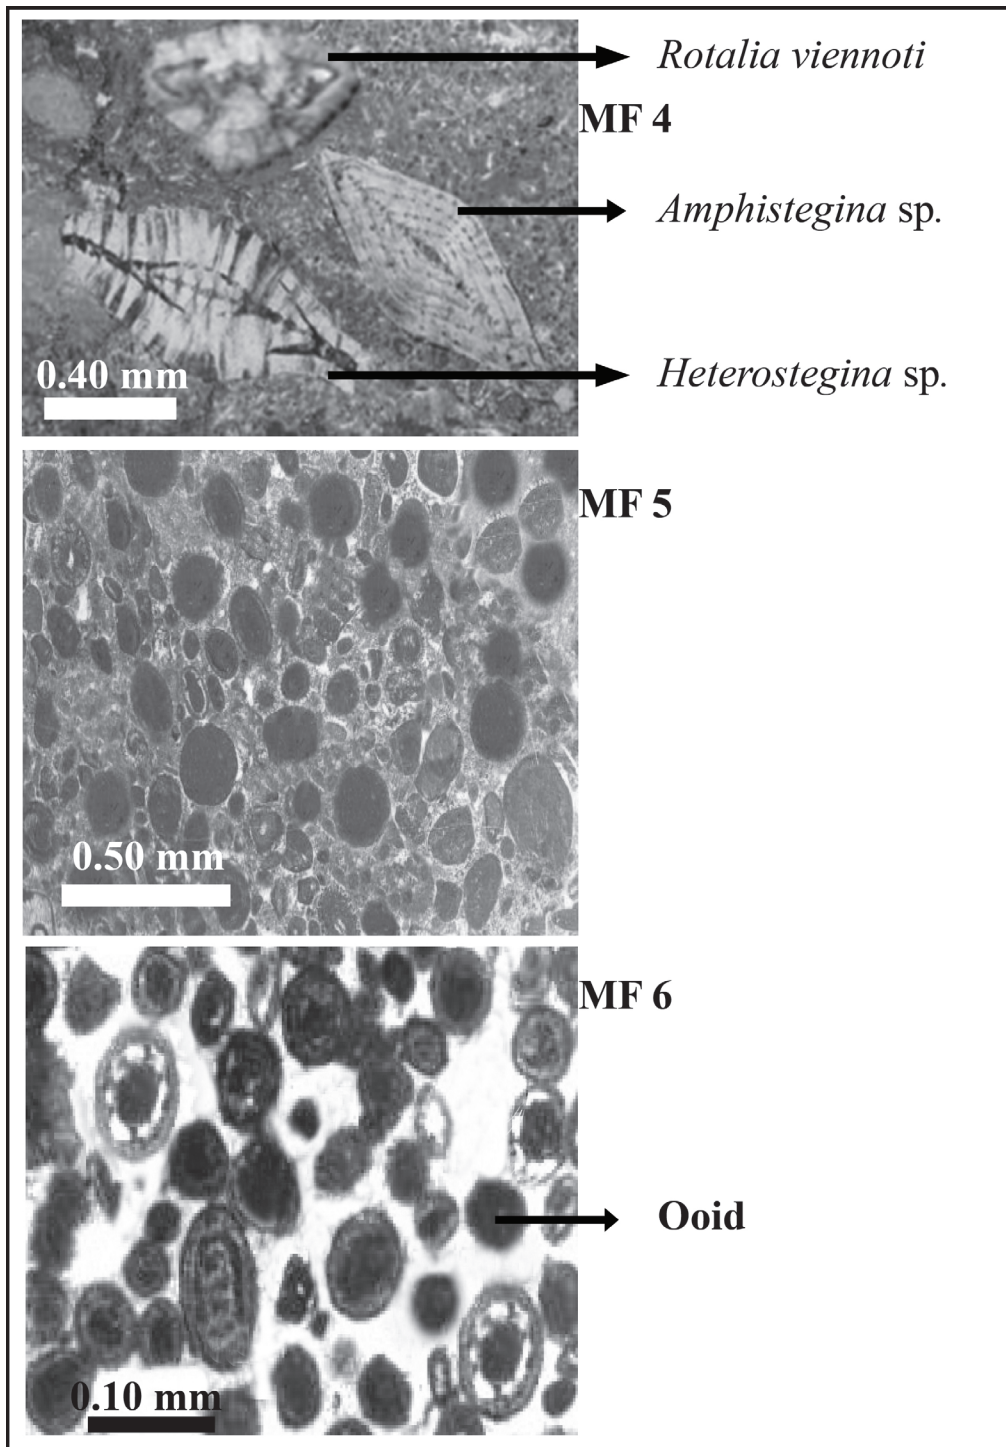 Rotalia viennoti
MF 4
Amphistegina sp.
Heterostegina sp.
0.40 mm
MF 5
0.50 mm
MF 6
Ooid
0.10 mm